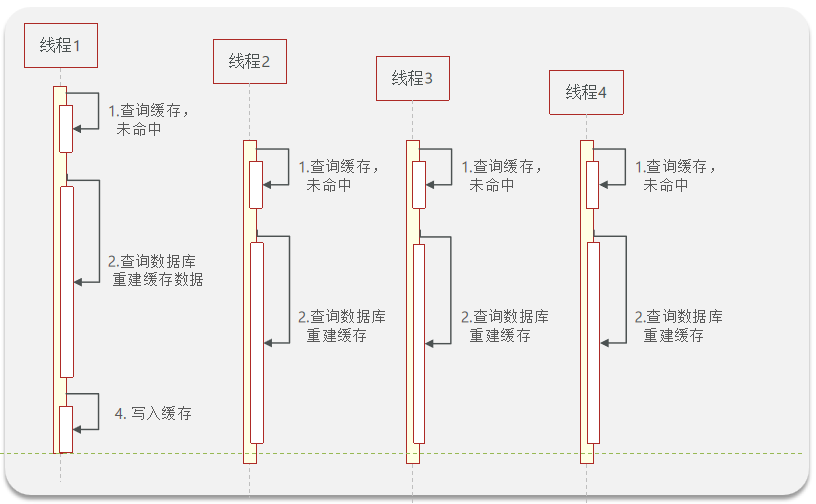 线程1
线程2
线程3
线程4
1.查询缓存，
未命中
1.查询缓存，
未命中
1.查询缓存，
未命中
1.查询缓存，
未命中
2.查询数据库
重建缓存数据
2.查询数据库
重建缓存
2.查询数据库
重建缓存
2.查询数据库
重建缓存
4. 写入缓存